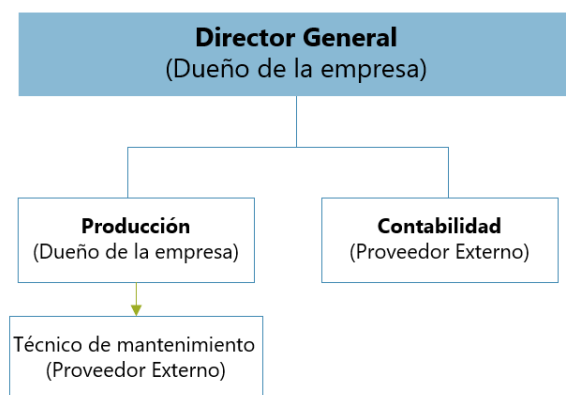 Director General
(Dueño de la empresa)
Producción
(Dueño de la empresa)
Contabilidad
(Proveedor Externo)
Técnico de mantenimiento
(Proveedor Externo)